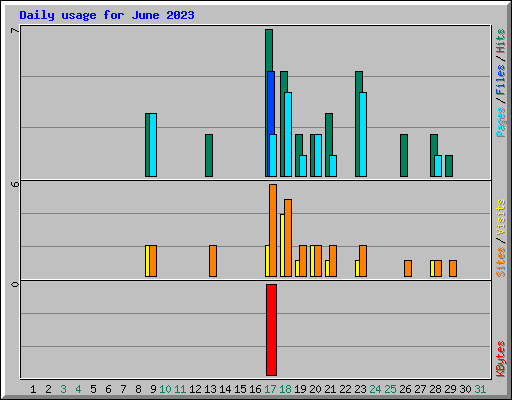 Daily usage for June 2023
7
6
0
Pages / Files / Hits
Sites / Visits
KBytes
1 2 3 4 5 6 7 8 9 10 11 12 13 14 15 16 17 18 19 20 21 22 23 24 25 26 27 28 29 30 31